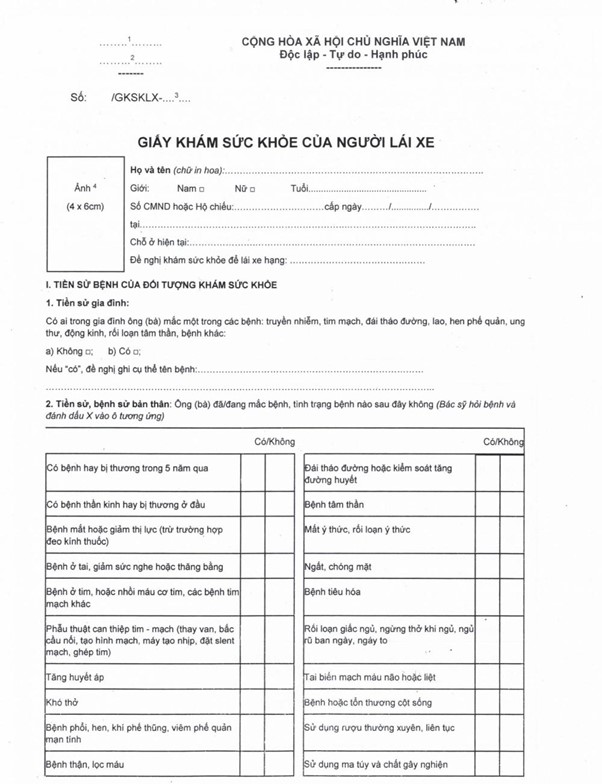 ........1.........
.........2........
-------
CỘNG HÒA XÃ HỘI CHỦ NGHĨA VIỆT NAM
Độc lập - Tự do - Hạnh phúc
---------------
Số: /GKSKLX-....3....
GIẤY KHÁM SỨC KHỎE CỦA NGƯỜI LÁI XE
Ảnh 4
(4 x 6cm)
Họ và tên (chữ in hoa):..........................................................................................
Giới: Nam □ Nữ □ Tuổi................................................
Số CMND hoặc Hộ chiếu:...............................cấp ngày........./............../.................
tại....................................................................................................................
Chỗ ở hiện tại:...................................................................................................
Đề nghị khám sức khỏe để lái xe hạng: ..............................................
I. TIỀN SỬ BỆNH CỦA ĐỐI TƯỢNG KHÁM SỨC KHỎE
1. Tiền sử gia đình:
Có ai trong gia đình ông (bà) mắc một trong các bệnh: truyền nhiễm, tim mạch, đái tháo đường, lao, hen phế quản, ung
thư, động kinh, rối loạn tâm thần, bệnh khác:
a) Không □; b) Có □;
Nếu "có", đề nghị ghi cụ thể tên bệnh:..............................................................................
......................................................................................................................................
2. Tiền sử, bệnh sử bản thân: Ông (bà) đã/đang mắc bệnh, tình trạng bệnh nào sau đây không (Bác sỹ hỏi bệnh và
đánh dấu X vào ô tương ứng)
Có/Không
Có bệnh hay bị thương trong 5 năm qua
Có bệnh thần kinh hay bị thương ở đầu
Bệnh mắt hoặc giảm thị lực (trừ trường hợp
đeo kính thuốc)
Bệnh ở tai, giảm sức nghe hoặc thăng bằng
Bệnh ở tim, hoặc nhồi máu cơ tim, các bệnh tim
mạch khác
Phẫu thuật can thiệp tim - mạch (thay van, bắc
cầu nối, tạo hình mạch, máy tạo nhịp, đặt slent
mạch, ghép tim)
Tăng huyết áp
Khó thở
Bệnh phổi, hen, khí phế thũng, viêm phế quản
mạn tính
Bệnh thận, lọc máu
Có/Không
Đái tháo đường hoặc kiểm soát tăng
đường huyết
Bệnh tâm thần
Mất ý thức, rối loạn ý thức
Ngất, chóng mặt
Bệnh tiêu hóa
Rối loạn giấc ngủ, ngừng thở khi ngủ, ngủ
rũ ban ngày, ngáy to
Tai biến mạch máu não hoặc liệt
Bệnh hoặc tổn thương cột sống
Sử dụng rượu thường xuyên, liên tục
Sử dụng ma túy và chất gây nghiện